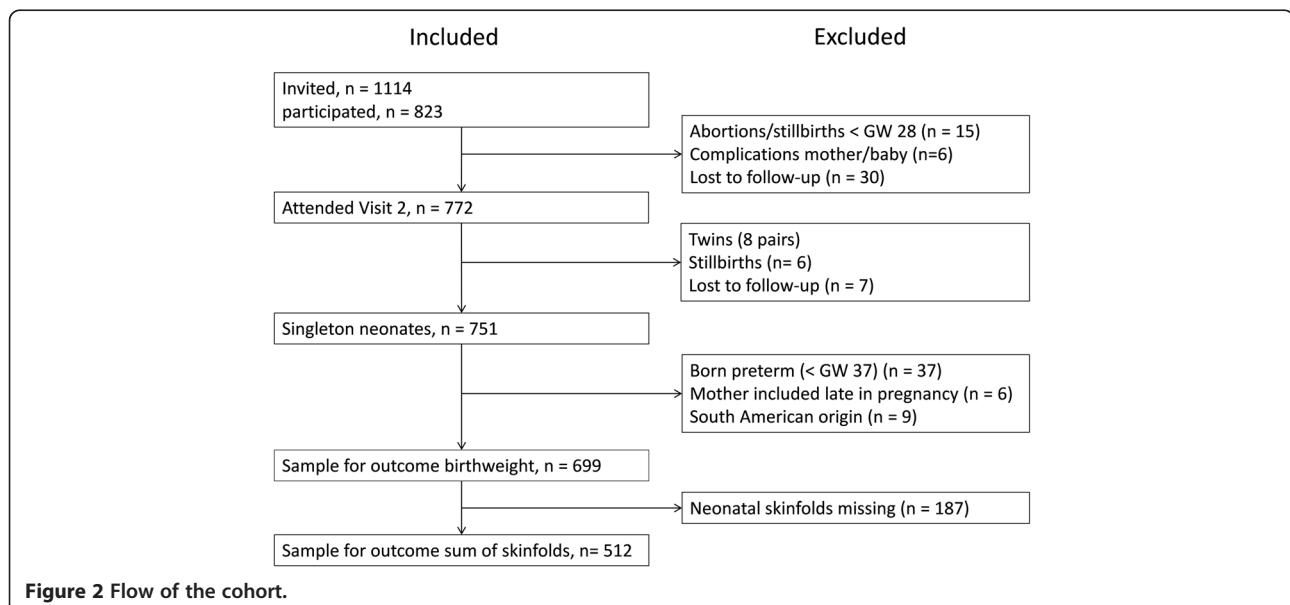 Included
Excluded
Invited, n = 1114
participated, n = 823
Abortions/stillbirths < GW 28 (n = 15)
Complications mother/baby (n=6)
Lost to follow-up (n = 30)
Attended Visit 2, n = 772
Twins (8 pairs)
Stillbirths (n= 6)
Lost to follow-up (n = 7)
Singleton neonates, n = 751
Born preterm (< GW 37) (n = 37)
Mother included late in pregnancy (n = 6)
South American origin (n = 9)
Sample for outcome birthweight, n = 699
Neonatal skinfolds missing (n = 187)
Sample for outcome sum of skinfolds, n= 512
Figure 2 Flow of the cohort.